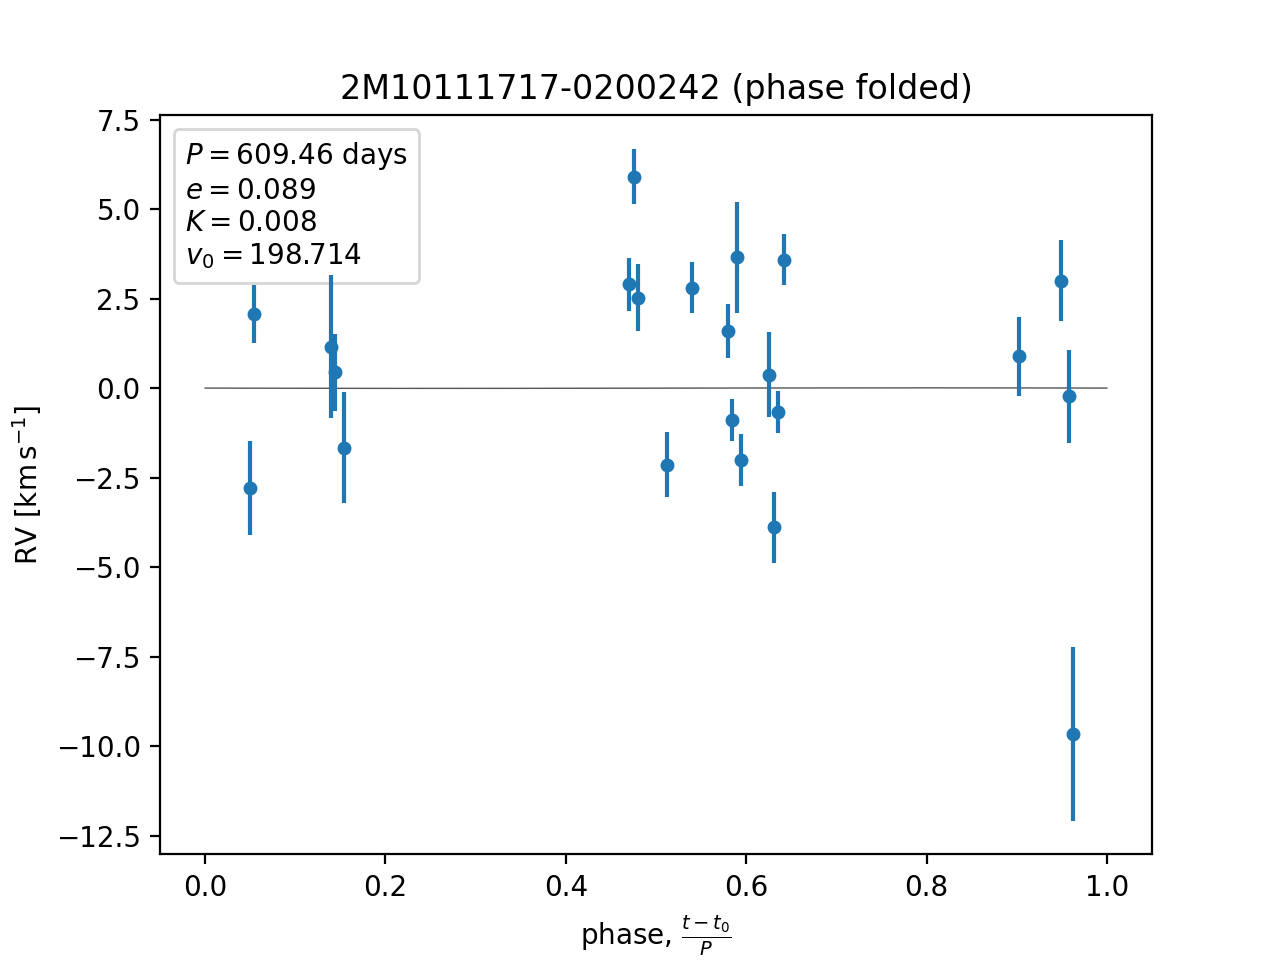 2M10111717-0200242 (phase folded)
P = 609.46 days
e = 0.089
K = 0.008
v₀ = 198.714
7.5
5.0
2.5
0.0
−2.5
−5.0
−7.5
−10.0
−12.5
RV [km s⁻¹]
0.0 0.2 0.4 0.6 0.8 1.0
phase, (t − t₀)/P